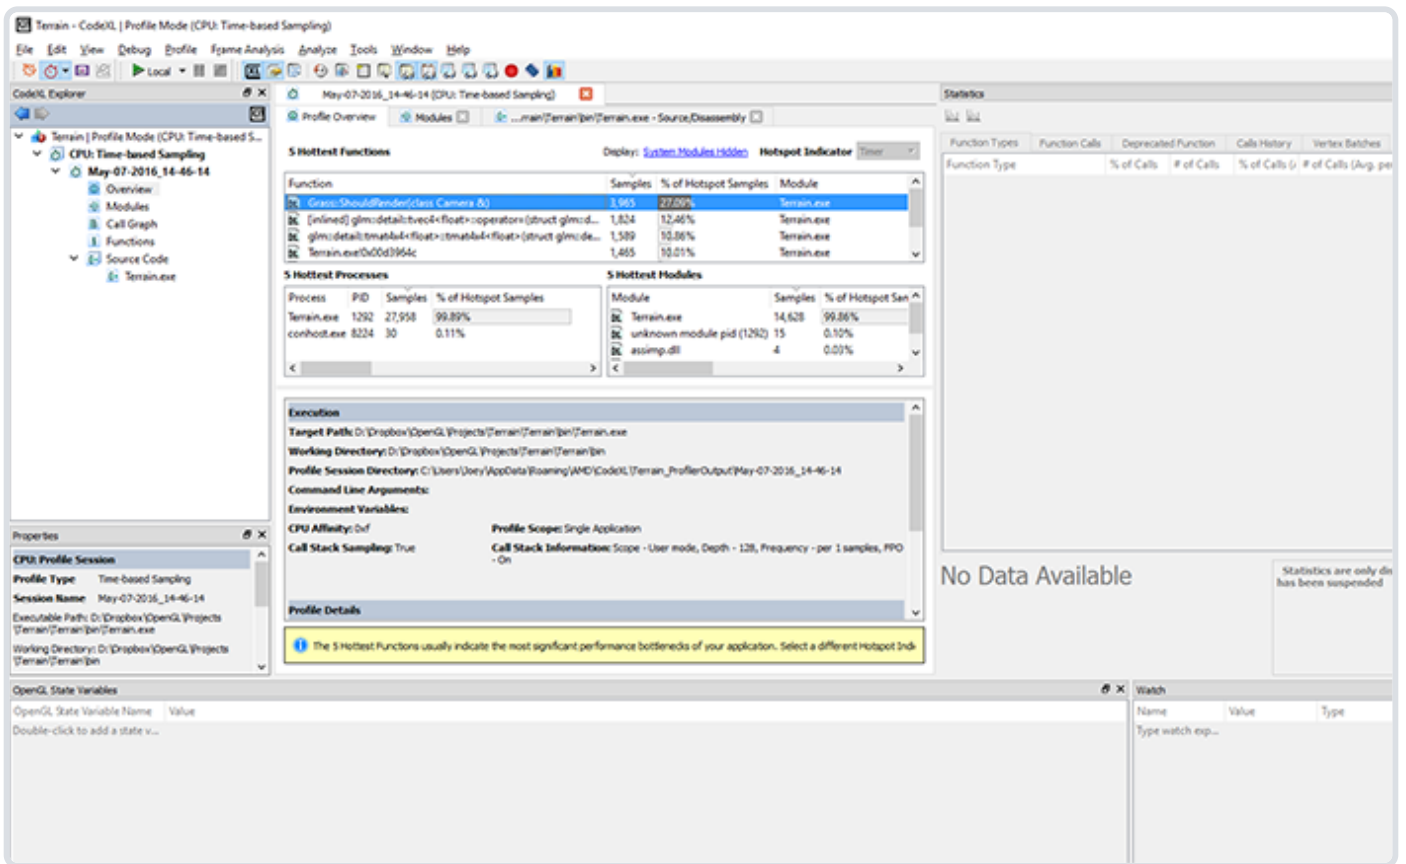 Terrain - CodeXL | Profile Mode (CPU: Time-based Sampling)
File Edit View Debug Profile Frame Analysis Analyze Tools Window Help
Local
CodeXL Explorer
Terrain | Profile Mode (CPU: Time-based S...
CPU: Time-based Sampling
May-07-2016_14-46-14
Overview
Modules
Call Graph
Functions
Source Code
Terrain.exe
Properties
CPU: Profile Session
Profile Type Time-based Sampling
Session Name May-07-2016_14-46-14
Executable Path: D:\Dropbox\OpenGL\Projects
\Terrain\Terrain\bin\Terrain.exe
Working Directory: D:\Dropbox\OpenGL\Projects
\Terrain\Terrain\bin
May-07-2016_14-46-14 (CPU: Time-based Sampling)
Profile Overview Modules ...rrain\Terrain\bin\Terrain.exe - Source/Disassembly
5 Hottest Functions Display: System Modules Hidden Hotspot Indicator Timer
Function Samples % of Hotspot Samples Module
Grass::ShouldRender(class Camera &) 3,965 27.09% Terrain.exe
[inlined] glm::detail::tvec4<float>::operator=(struct glm::d... 1,824 12.46% Terrain.exe
glm::detail::tmat4x4<float>::tmat4x4<float>(struct glm::de... 1,589 10.86% Terrain.exe
Terrain.exe!0x00d3964c 1,465 10.01% Terrain.exe
5 Hottest Processes
Process PID Samples % of Hotspot Samples
Terrain.exe 1292 27,958 99.89%
conhost.exe 8224 30 0.11%
5 Hottest Modules
Module Samples % of Hotspot Sam
Terrain.exe 14,628 99.86%
unknown module pid (1292) 15 0.10%
assimp.dll 4 0.03%
Execution
Target Path: D:\Dropbox\OpenGL\Projects\Terrain\Terrain\bin\Terrain.exe
Working Directory: D:\Dropbox\OpenGL\Projects\Terrain\Terrain\bin
Profile Session Directory: C:\Users\Joey\AppData\Roaming\AMD\CodeXL\Terrain_ProfilerOutput\May-07-2016_14-46-14
Command Line Arguments:
Environment Variables:
CPU Affinity: 0xf Profile Scope: Single Application
Call Stack Sampling: True Call Stack Information: Scope - User mode, Depth - 128, Frequency - per 1 samples, FPO
- On
Profile Details
The 5 Hottest Functions usually indicate the most significant performance bottlenecks of your application. Select a different Hotspot Indi
Statistics
Function Types Function Calls Deprecated Function Calls History Vertex Batches
Function Type % of Calls # of Calls % of Calls (A # of Calls (Avg. pe
No Data Available
Statistics are only di
has been suspended
OpenGL State Variables
OpenGL State Variable Name Value
Double-click to add a state v...
Watch
Name Value Type
Type watch exp...